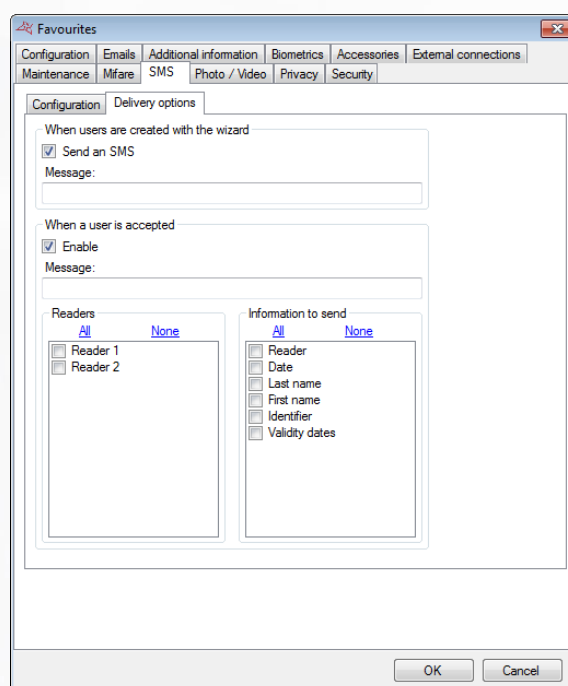 Favourites
Configuration Emails Additional information Biometrics Accessories External connections
Maintenance Mifare SMS Photo / Video Privacy Security
Configuration Delivery options
When users are created with the wizard
Send an SMS
Message:
When a user is accepted
Enable
Message:
Readers
All None
Reader 1
Reader 2
Information to send
All None
Reader
Date
Last name
First name
Identifier
Validity dates
OK Cancel